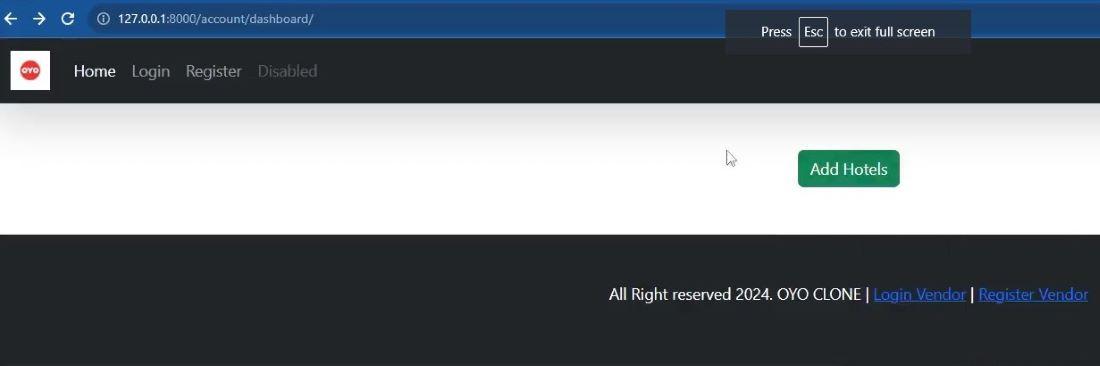 127.0.0.1:8000/account/dashboard/
Press Esc to exit full screen
OYO Home Login Register Disabled
Add Hotels
All Right reserved 2024. OYO CLONE | Login Vendor | Register Vendor